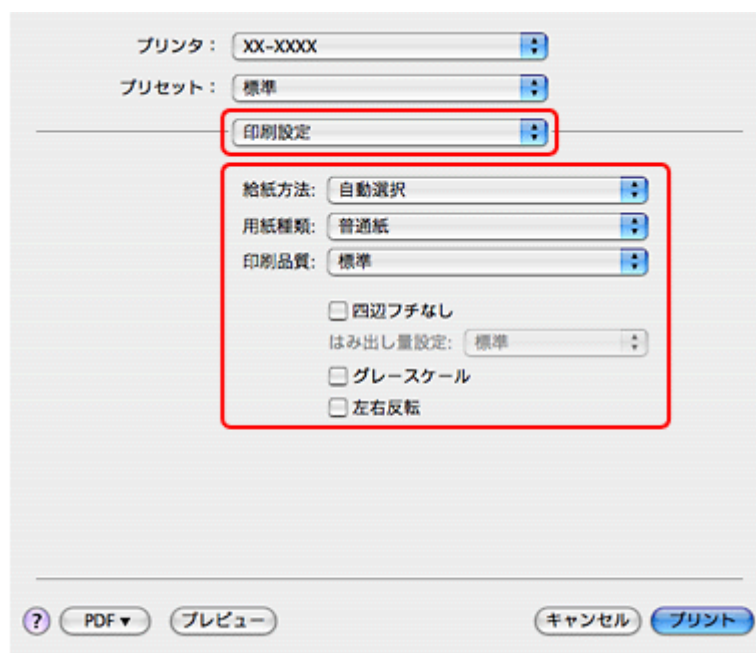 プリンタ： XX-XXXX
プリセット： 標準
印刷設定
給紙方法: 自動選択
用紙種類: 普通紙
印刷品質: 標準
四辺フチなし
はみ出し量設定: 標準
グレースケール
左右反転
? PDF▼ プレビュー キャンセル プリント